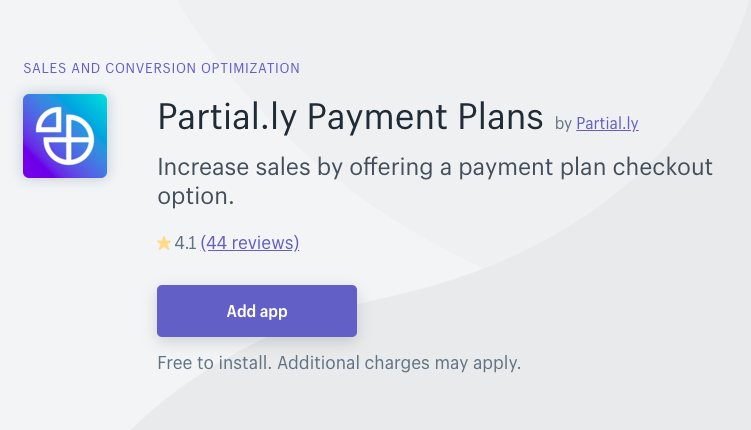 SALES AND CONVERSION OPTIMIZATION
Partial.ly Payment Plans by Partial.ly
Increase sales by offering a payment plan checkout
option.
4.1 (44 reviews)
Add app
Free to install. Additional charges may apply.